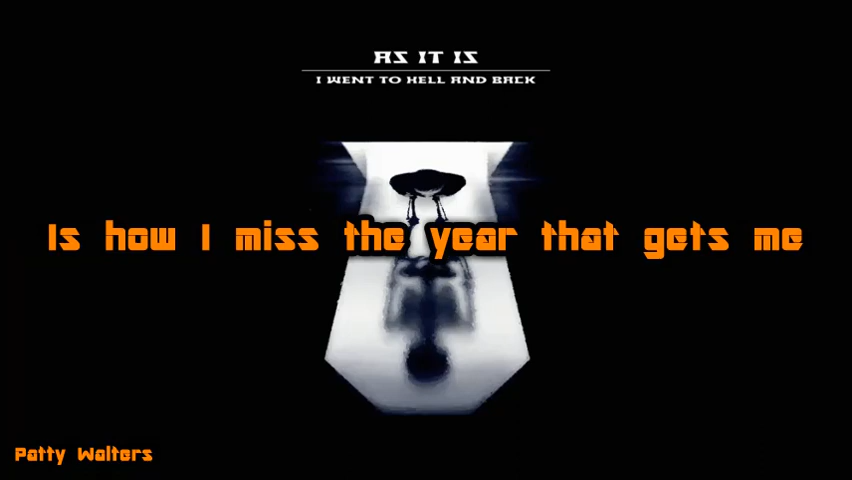 AS IT IS
I WENT TO HELL AND BACK
Is how I miss the year that gets me
Patty Walters